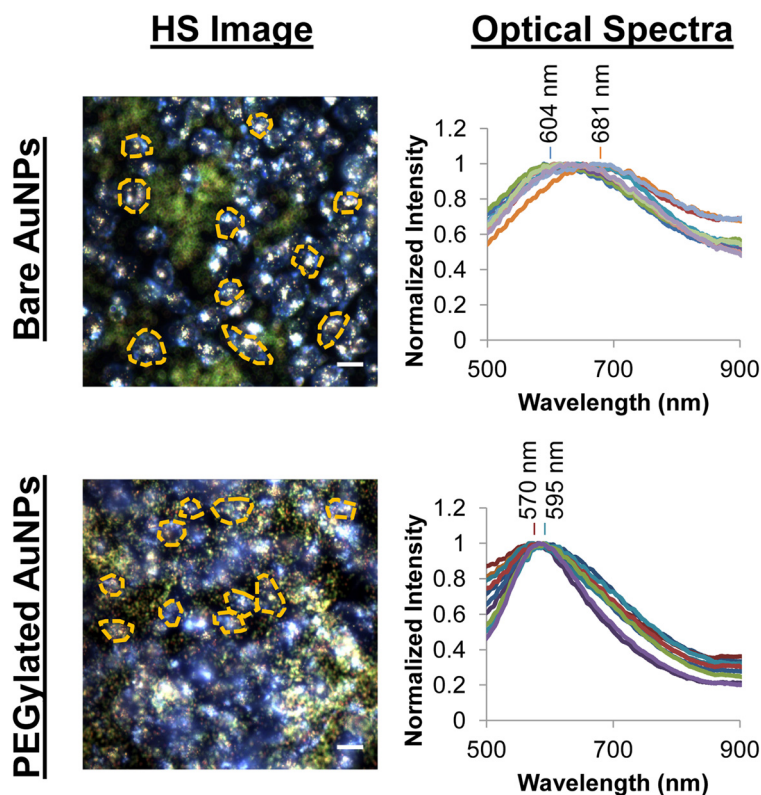 HS Image
Optical Spectra
Bare AuNPs
604 nm
681 nm
1.2
1
0.8
0.6
0.4
0.2
0
Normalized Intensity
500
700
900
Wavelength (nm)
PEGylated AuNPs
570 nm
595 nm
1.2
1
0.8
0.6
0.4
0.2
0
Normalized Intensity
500
700
900
Wavelength (nm)